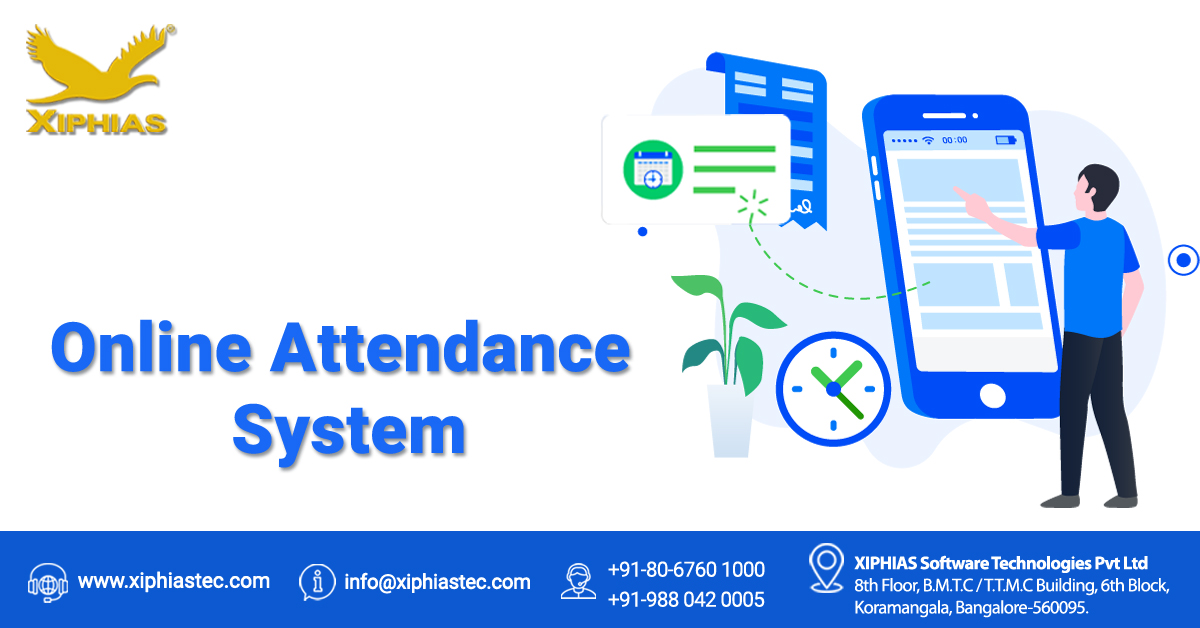 XIPHIAS
00:00
Online Attendance
System
www.xiphiastec.com
info@xiphiastec.com
+91-80-6760 1000
+91-988 042 0005
XIPHIAS Software Technologies Pvt Ltd
8th Floor, B.M.T.C / T.T.M.C Building, 6th Block,
Koramangala, Bangalore-560095.